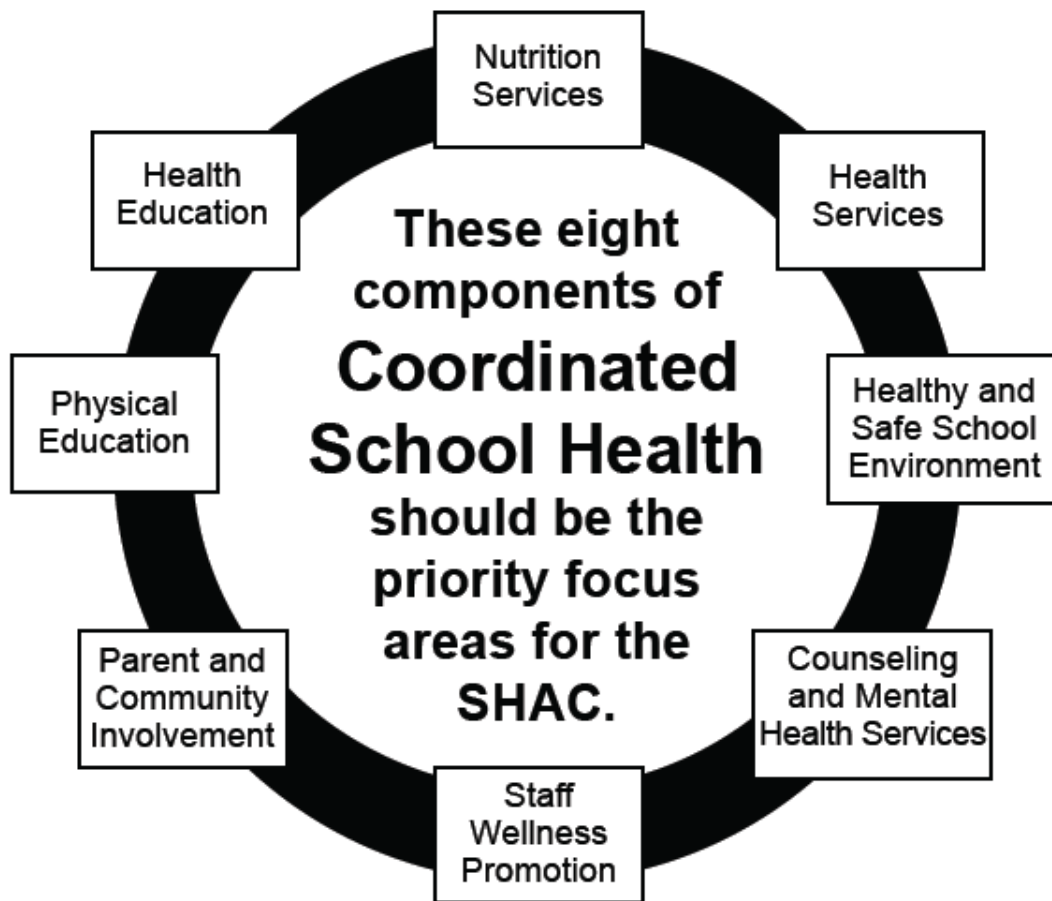 Nutrition
Services
Health
Services
Healthy and
Safe School
Environment
Counseling
and Mental
Health Services
Staff
Wellness
Promotion
Parent and
Community
Involvement
Physical
Education
Health
Education
These eight
components of
Coordinated
School Health
should be the
priority focus
areas for the
SHAC.